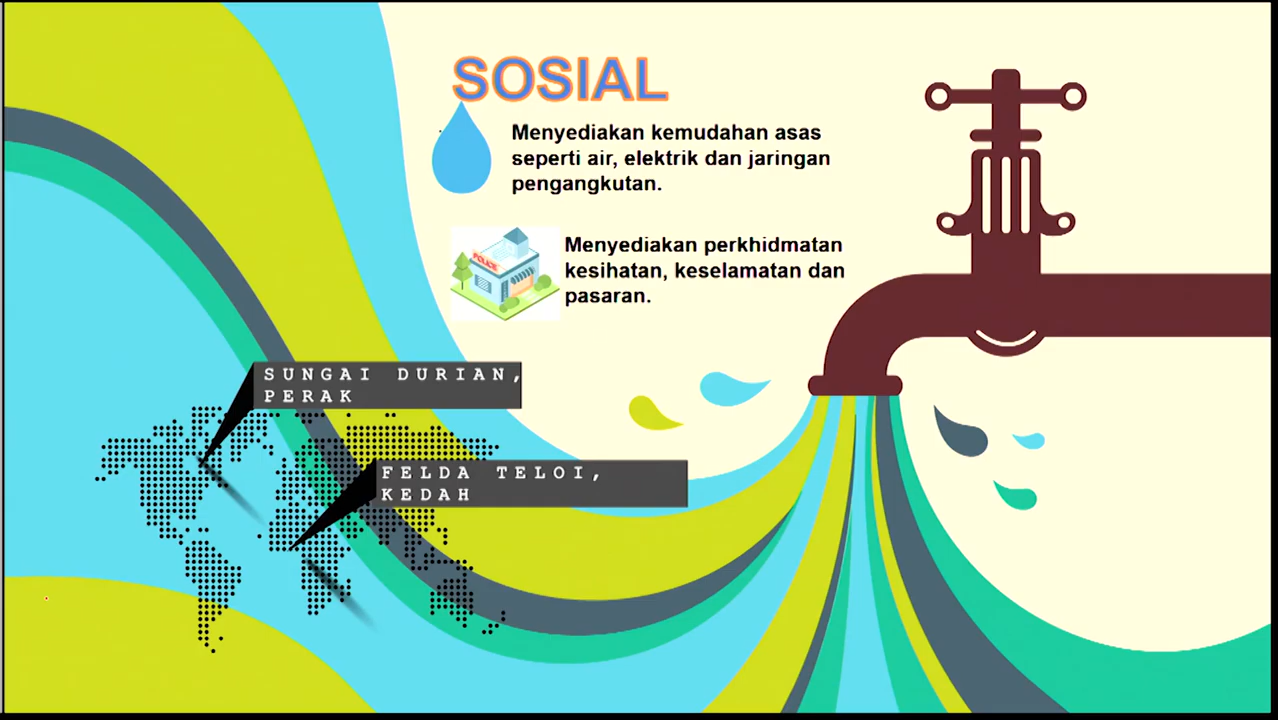 SOSIAL
Menyediakan kemudahan asas
seperti air, elektrik dan jaringan
pengangkutan.
POLICE
Menyediakan perkhidmatan
kesihatan, keselamatan dan
pasaran.
SUNGAI DURIAN,
PERAK
FELDA TELOI,
KEDAH